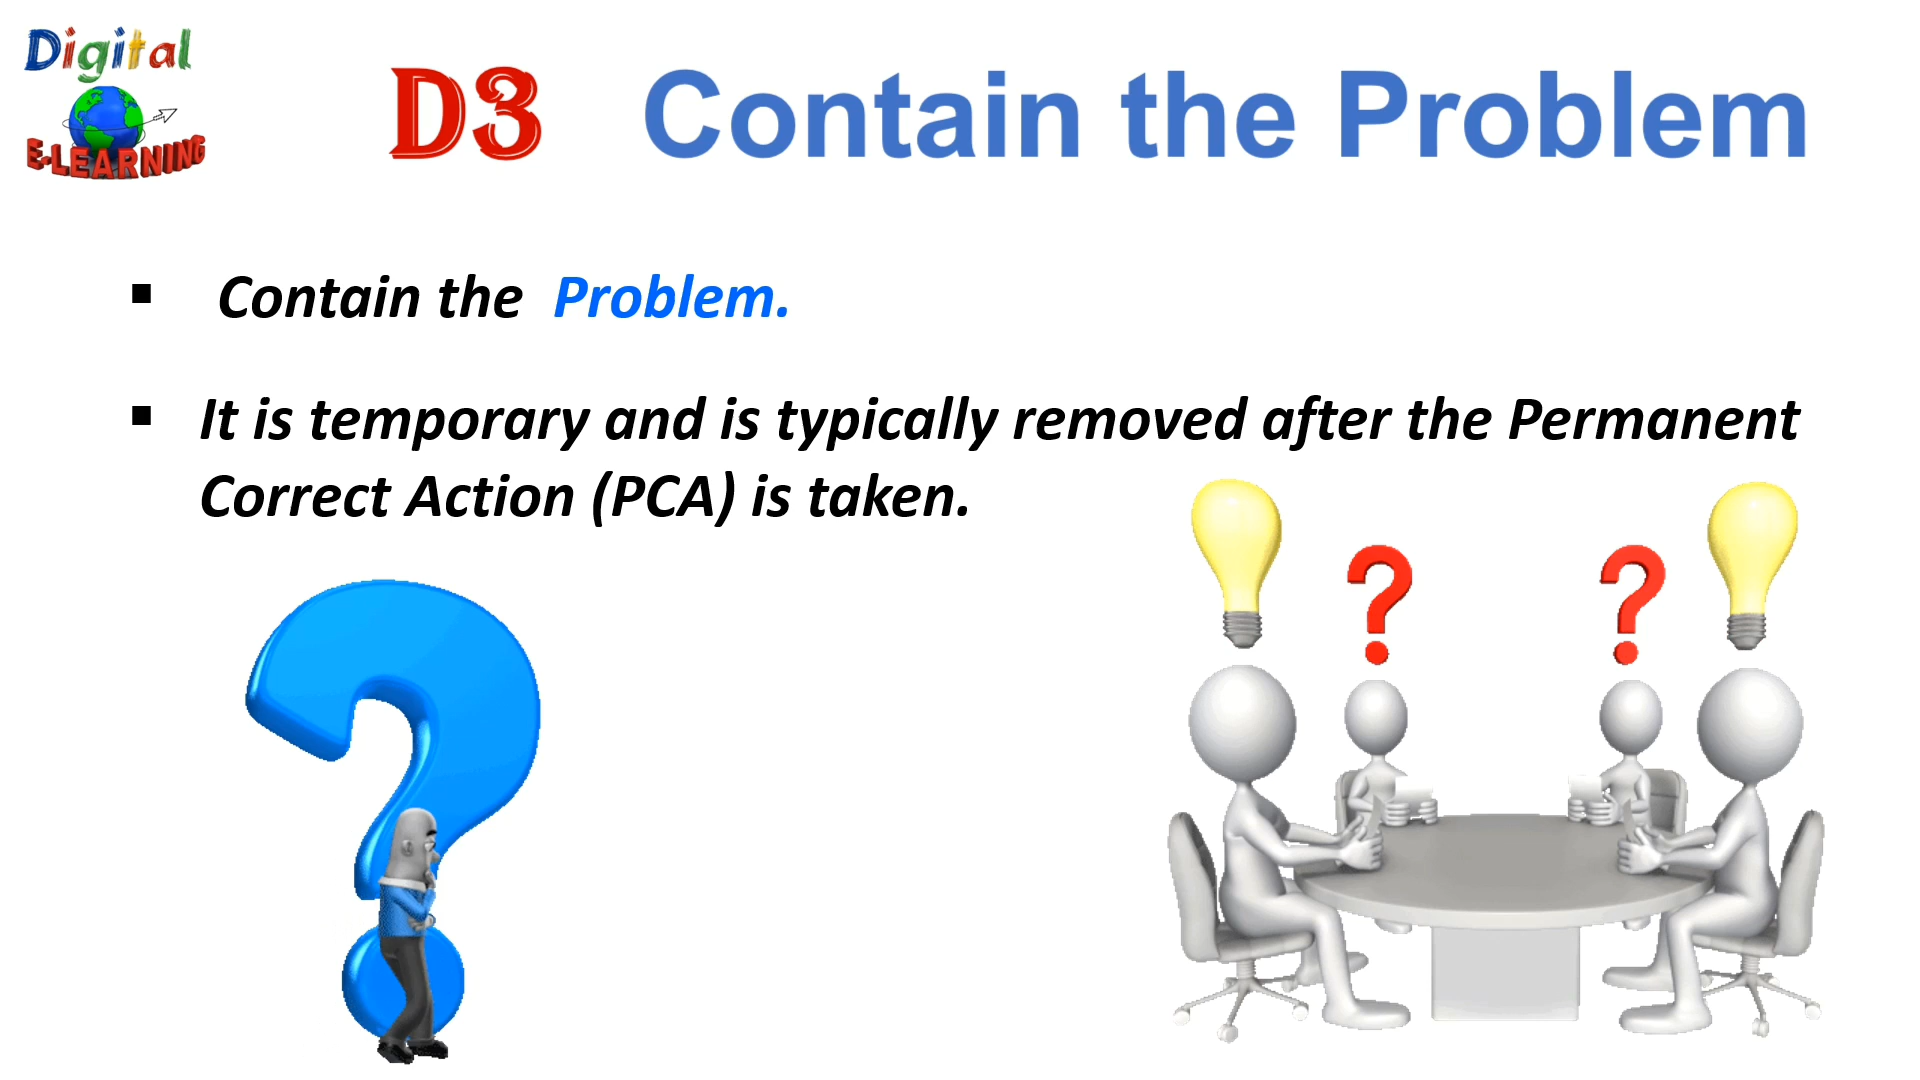 Digital
E-LEARNING
D3 Contain the Problem
▪ Contain the Problem.
▪ It is temporary and is typically removed after the Permanent
Correct Action (PCA) is taken.
? ?
?